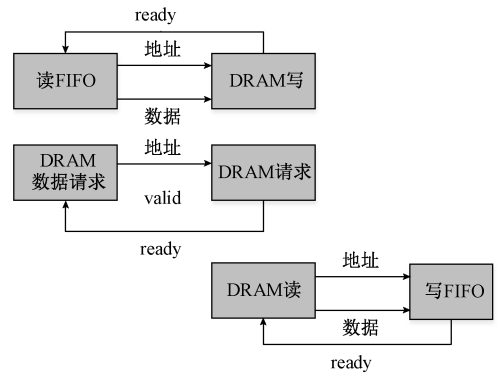 ready
地址
读FIFO
DRAM写
数据
DRAM
数据请求
地址
DRAM请求
valid
ready
地址
DRAM读
写FIFO
数据
ready